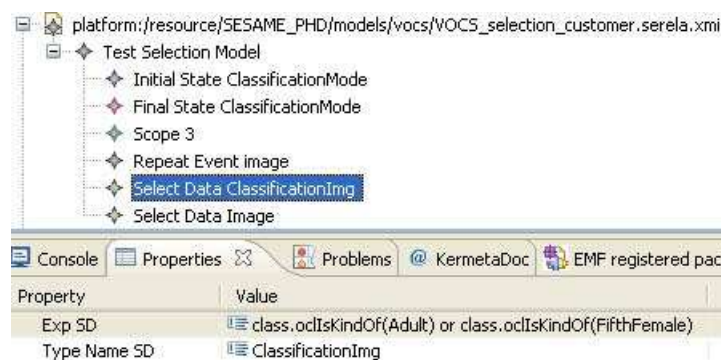 platform:/resource/SESAME_PHD/models/vocs/VOCS_selection_customer.serela.xmi
Test Selection Model
Initial State ClassificationMode
Final State ClassificationMode
Scope 3
Repeat Event image
Select Data ClassificationImg
Select Data Image
Console Properties Problems @ KermetaDoc EMF registered pac
Property Value
Exp SD class.oclIsKindOf(Adult) or class.oclIsKindOf(FifthFemale)
Type Name SD ClassificationImg